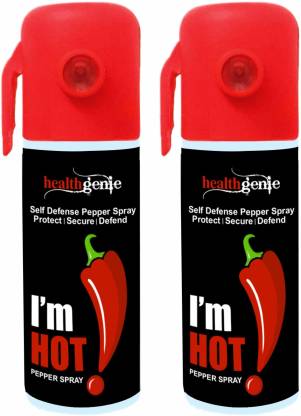 healthgenie
Self Defense Pepper Spray
Protect | Secure | Defend
I'm
HOT
PEPPER SPRAY
healthgenie
Self Defense Pepper Spray
Protect | Secure | Defend
I'm
HOT
PEPPER SPRAY